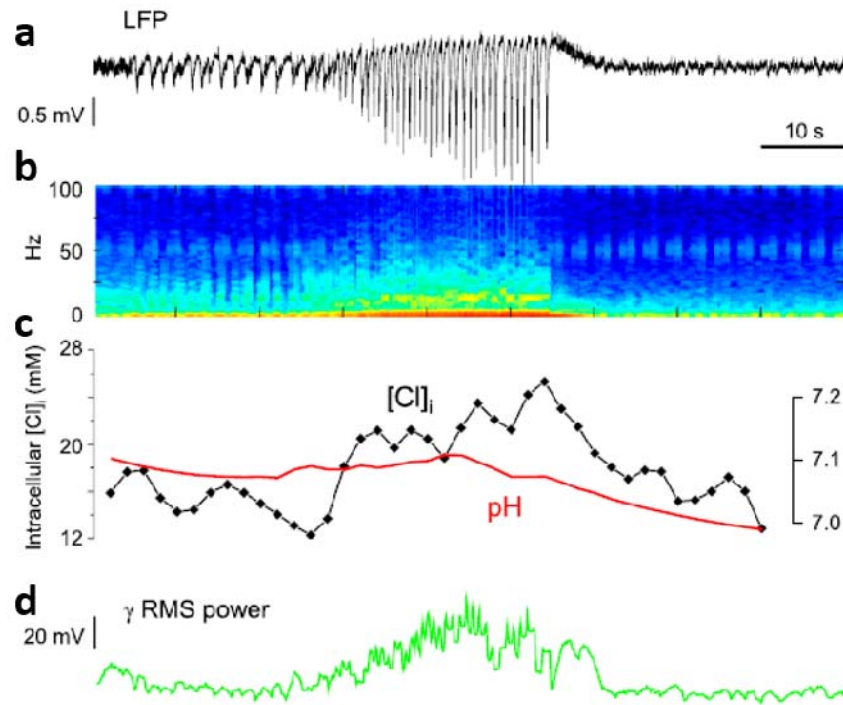 a
LFP
0.5 mV
10 s
b
100
50
0
Hz
c
28
20
12
Intracellular [Cl]i (mM)
[Cl]i
pH
7.2
7.1
7.0
d
γ RMS power
20 mV